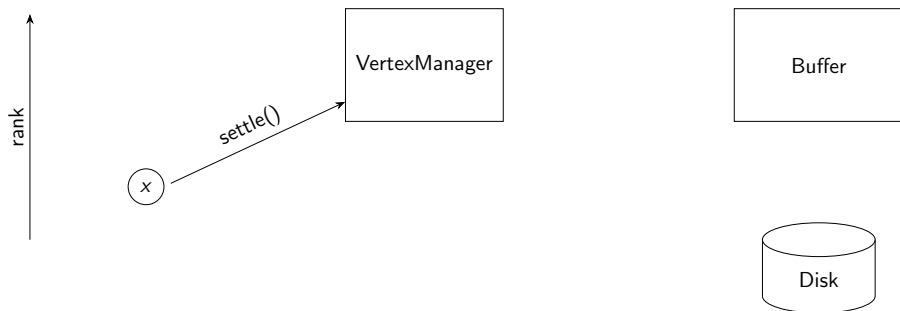 VertexManager
Buffer
settle()
rank
x
Disk